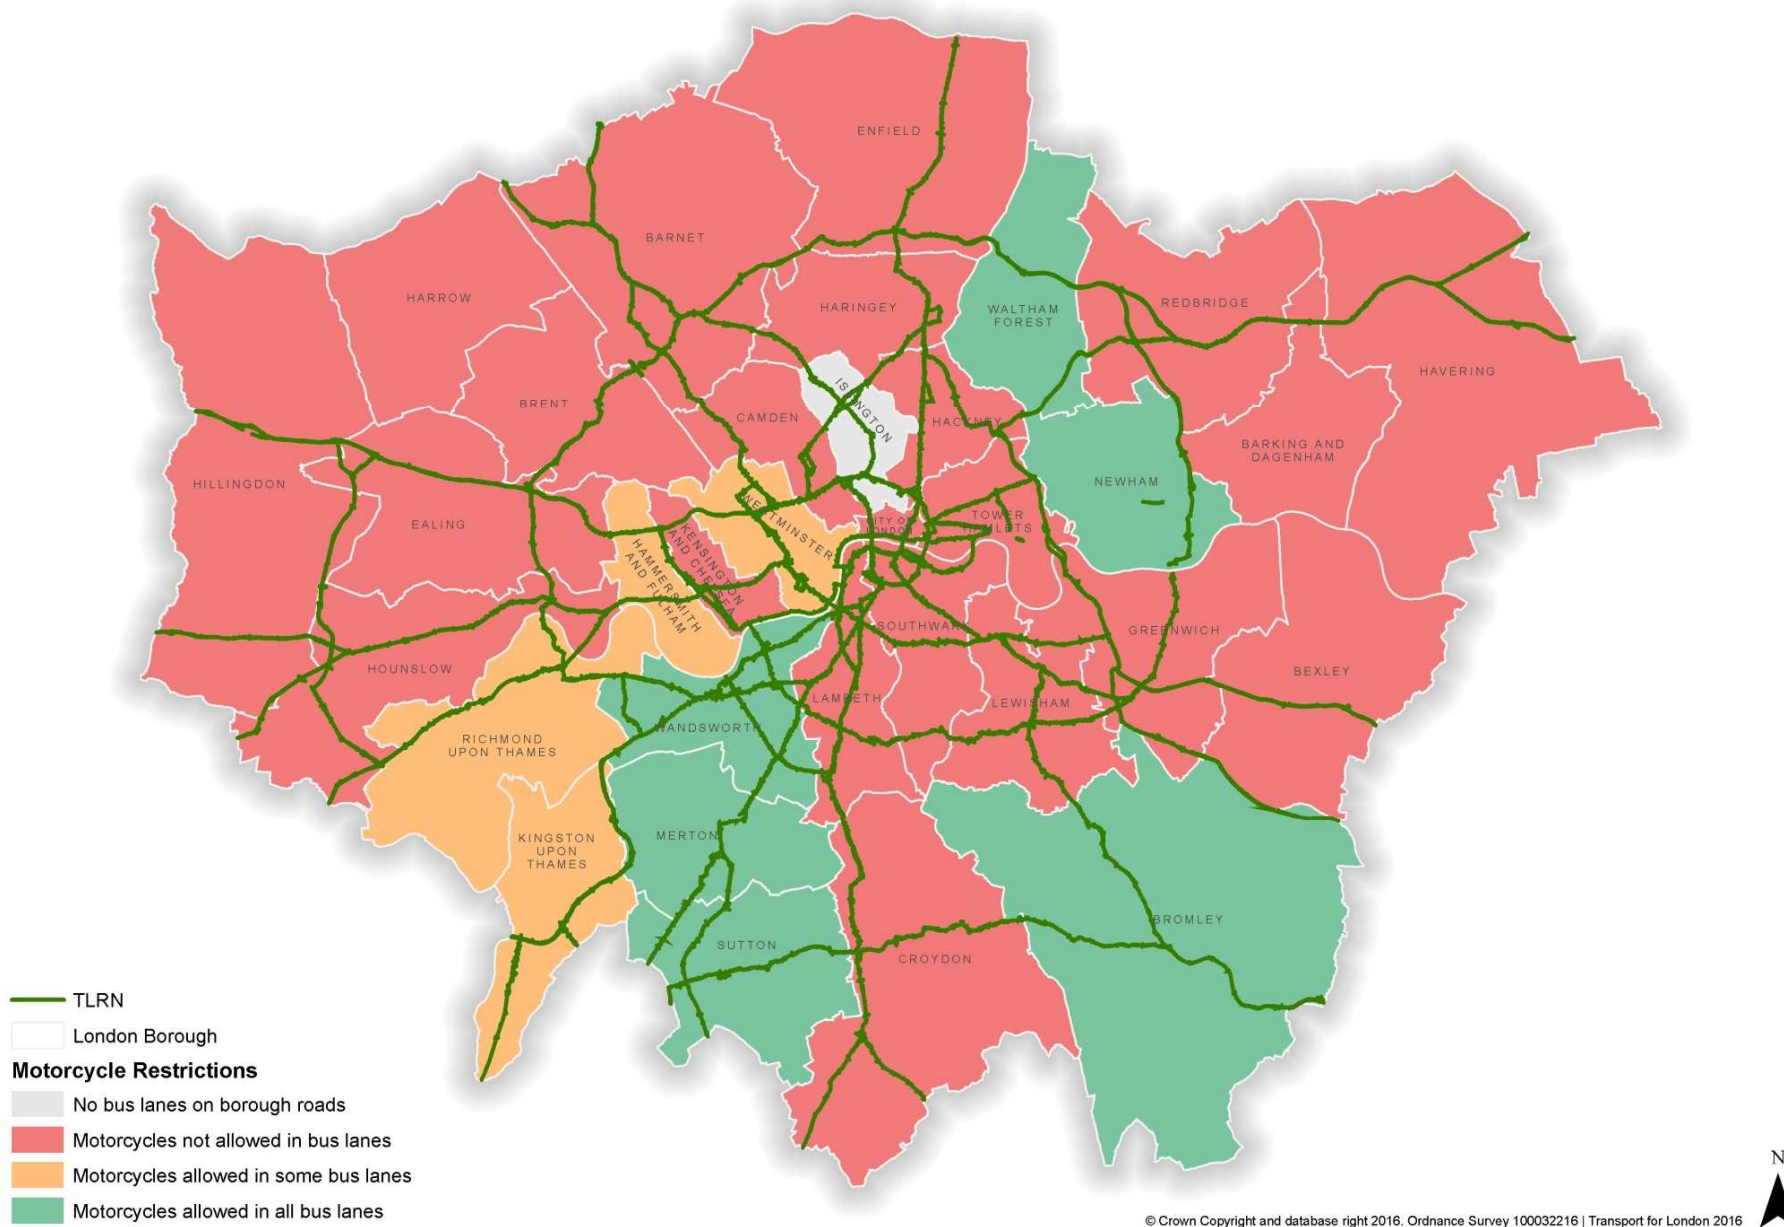 ENFIELD
BARNET
HARROW
HARINGEY
WALTHAM
FOREST
REDBRIDGE
HAVERING
ISLINGTON
BRENT
CAMDEN
HACKNEY
BARKING AND
DAGENHAM
HILLINGDON
NEWHAM
EALING
WESTMINSTER
CITY OF
LONDON
TOWER
HAMLETS
KENSINGTON
AND CHELSEA
HAMMERSMITH
AND FULHAM
SOUTHWARK
GREENWICH
HOUNSLOW
BEXLEY
LAMBETH
LEWISHAM
WANDSWORTH
RICHMOND
UPON THAMES
KINGSTON
UPON
THAMES
MERTON
BROMLEY
SUTTON
CROYDON
TLRN
London Borough
Motorcycle Restrictions
No bus lanes on borough roads
Motorcycles not allowed in bus lanes
Motorcycles allowed in some bus lanes
Motorcycles allowed in all bus lanes
N
© Crown Copyright and database right 2016. Ordnance Survey 100032216 | Transport for London 2016